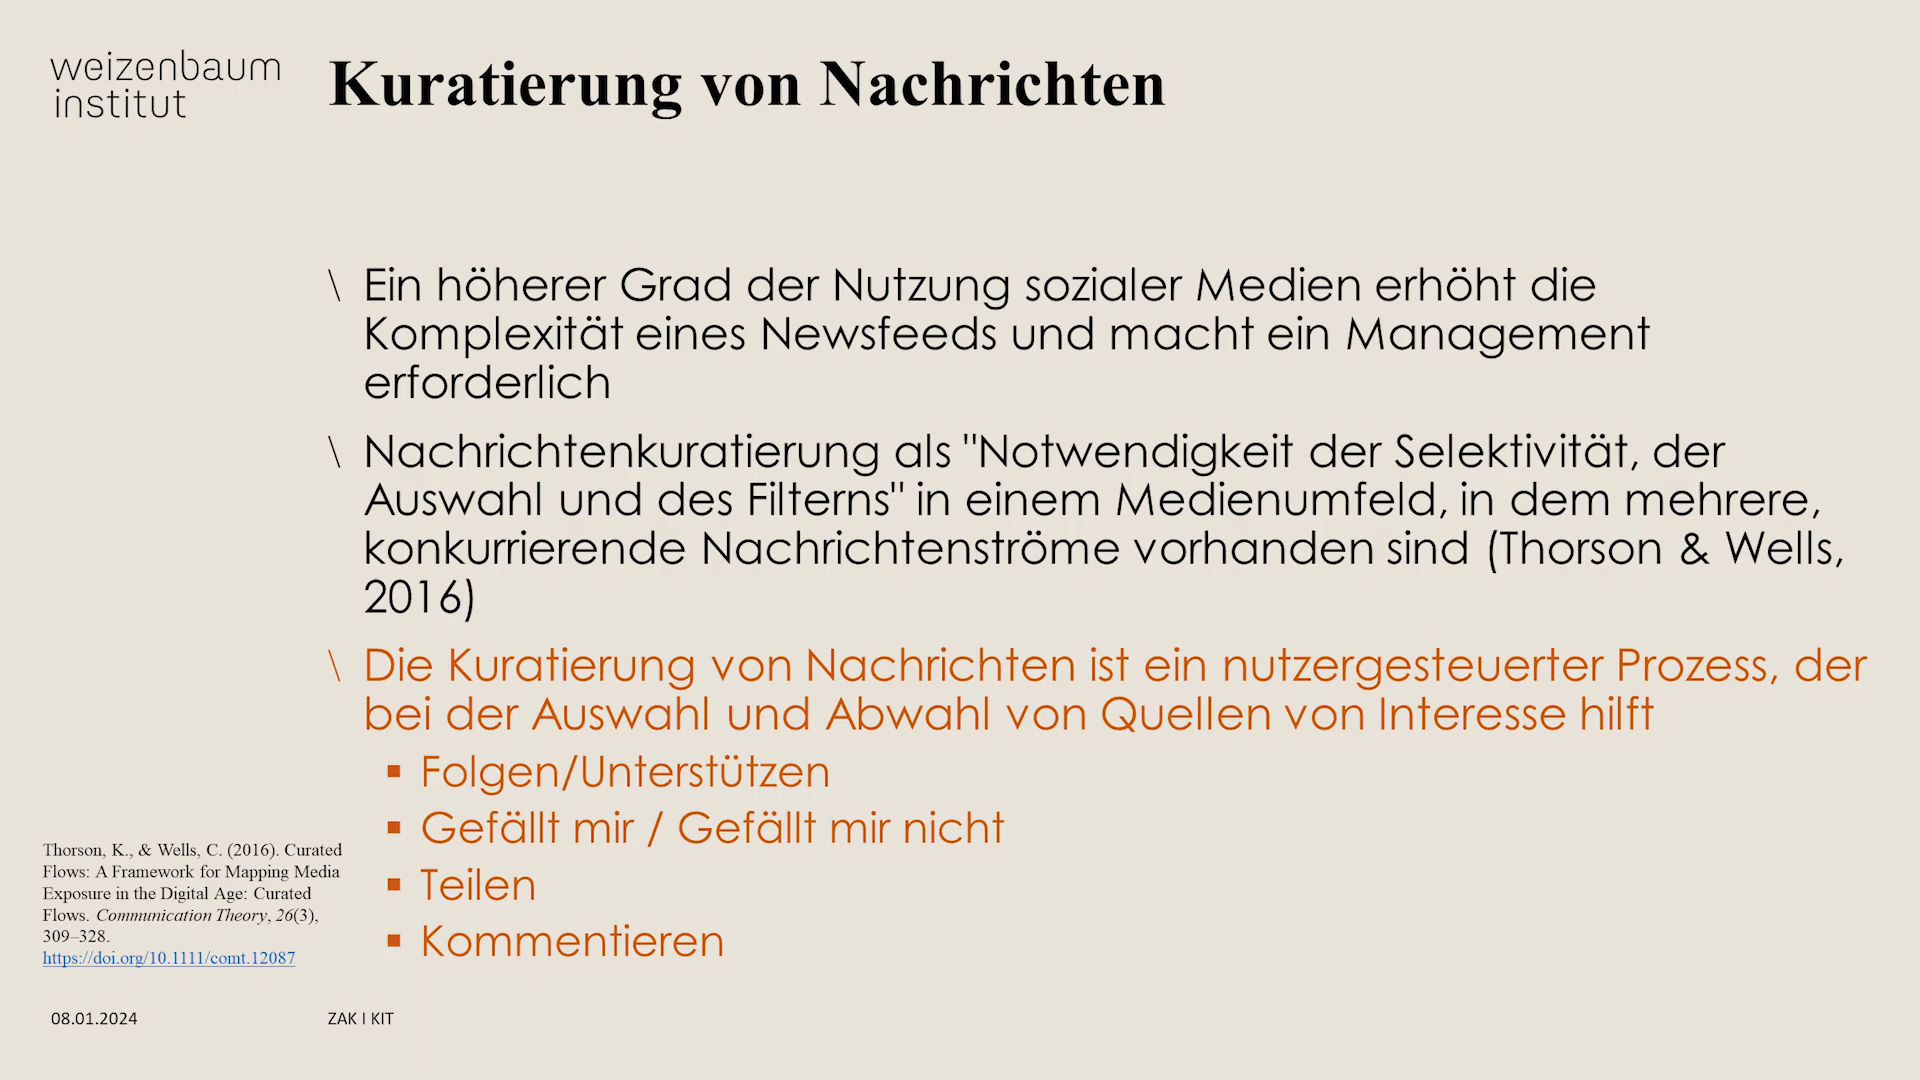 weizenbaum
institut
Kuratierung von Nachrichten
\ Ein höherer Grad der Nutzung sozialer Medien erhöht die
Komplexität eines Newsfeeds und macht ein Management
erforderlich
\ Nachrichtenkuratierung als "Notwendigkeit der Selektivität, der
Auswahl und des Filterns" in einem Medienumfeld, in dem mehrere,
konkurrierende Nachrichtenströme vorhanden sind (Thorson & Wells,
2016)
\ Die Kuratierung von Nachrichten ist ein nutzergesteuerter Prozess, der
bei der Auswahl und Abwahl von Quellen von Interesse hilft
▪ Folgen/Unterstützen
▪ Gefällt mir / Gefällt mir nicht
▪ Teilen
▪ Kommentieren
Thorson, K., & Wells, C. (2016). Curated
Flows: A Framework for Mapping Media
Exposure in the Digital Age: Curated
Flows. Communication Theory, 26(3),
309–328.
https://doi.org/10.1111/comt.12087
08.01.2024
ZAK I KIT